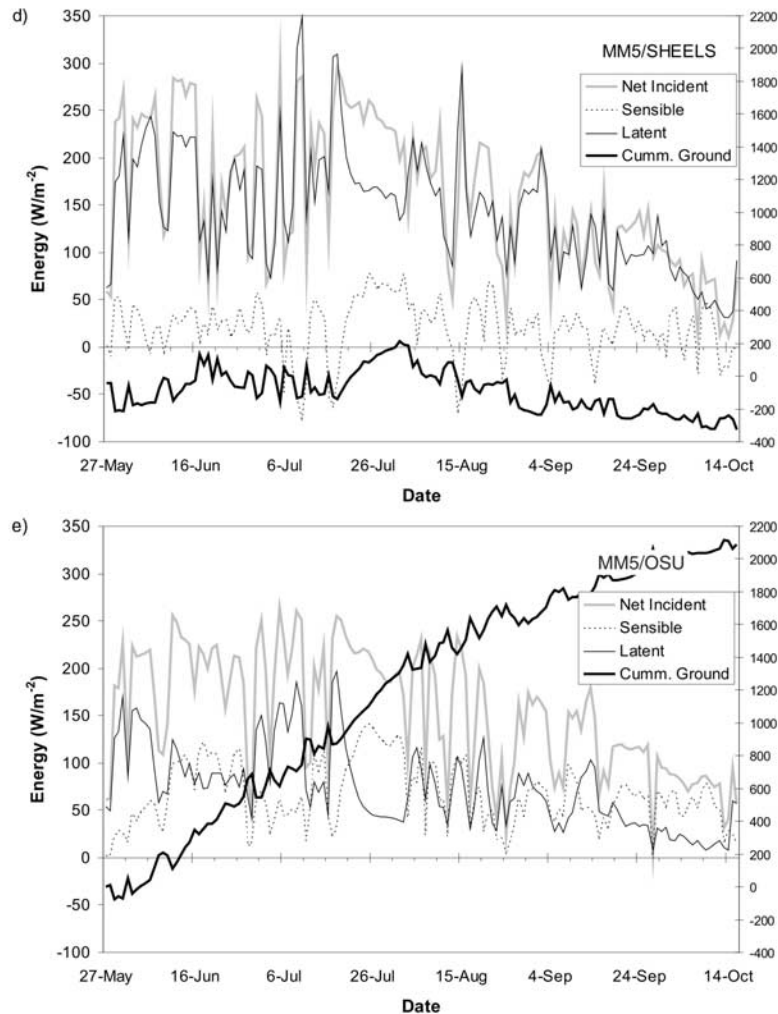 d)
MM5/SHEELS
Net Incident
Sensible
Latent
Cumm. Ground
Energy (W/m⁻²)
350
300
250
200
150
100
50
0
-50
-100
2200
2000
1800
1600
1400
1200
1000
800
600
400
200
0
-200
-400
27-May 16-Jun 6-Jul 26-Jul 15-Aug 4-Sep 24-Sep 14-Oct
Date
e)
MM5/OSU
Net Incident
Sensible
Latent
Cumm. Ground
Energy (W/m⁻²)
350
300
250
200
150
100
50
0
-50
-100
2200
2000
1800
1600
1400
1200
1000
800
600
400
200
0
-200
-400
27-May 16-Jun 6-Jul 26-Jul 15-Aug 4-Sep 24-Sep 14-Oct
Date